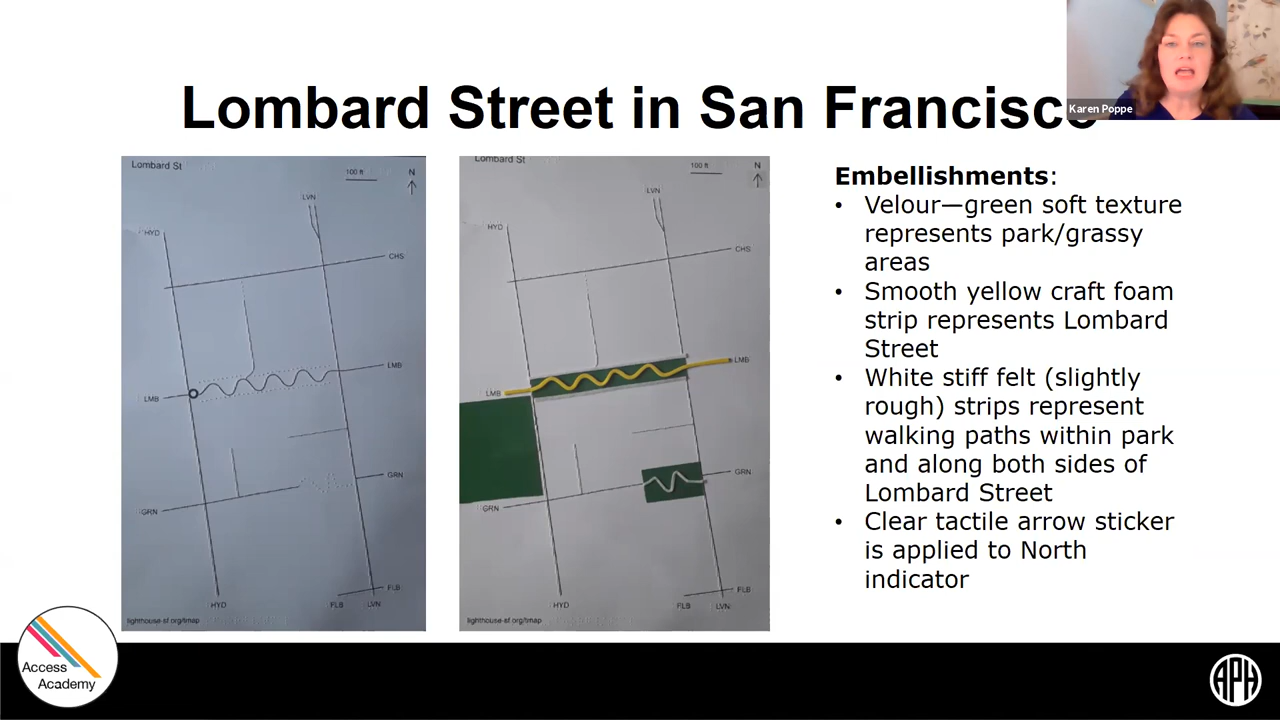 Karen Poppe
Lombard Street in San Francisco
Lombard St
100 ft
N
LVN
HYD
CHS
LMB
LMB
GRN
GRN
FLB
HYD
FLB
LVN
lighthouse-sf.org/tmap
Lombard St
100 ft
N
LVN
HYD
CHS
LMB
LMB
GRN
GRN
FLB
HYD
FLB
LVN
lighthouse-sf.org/tmap
Embellishments:
• Velour—green soft texture
represents park/grassy
areas
• Smooth yellow craft foam
strip represents Lombard
Street
• White stiff felt (slightly
rough) strips represent
walking paths within park
and along both sides of
Lombard Street
• Clear tactile arrow sticker
is applied to North
indicator
Access
Academy
APH